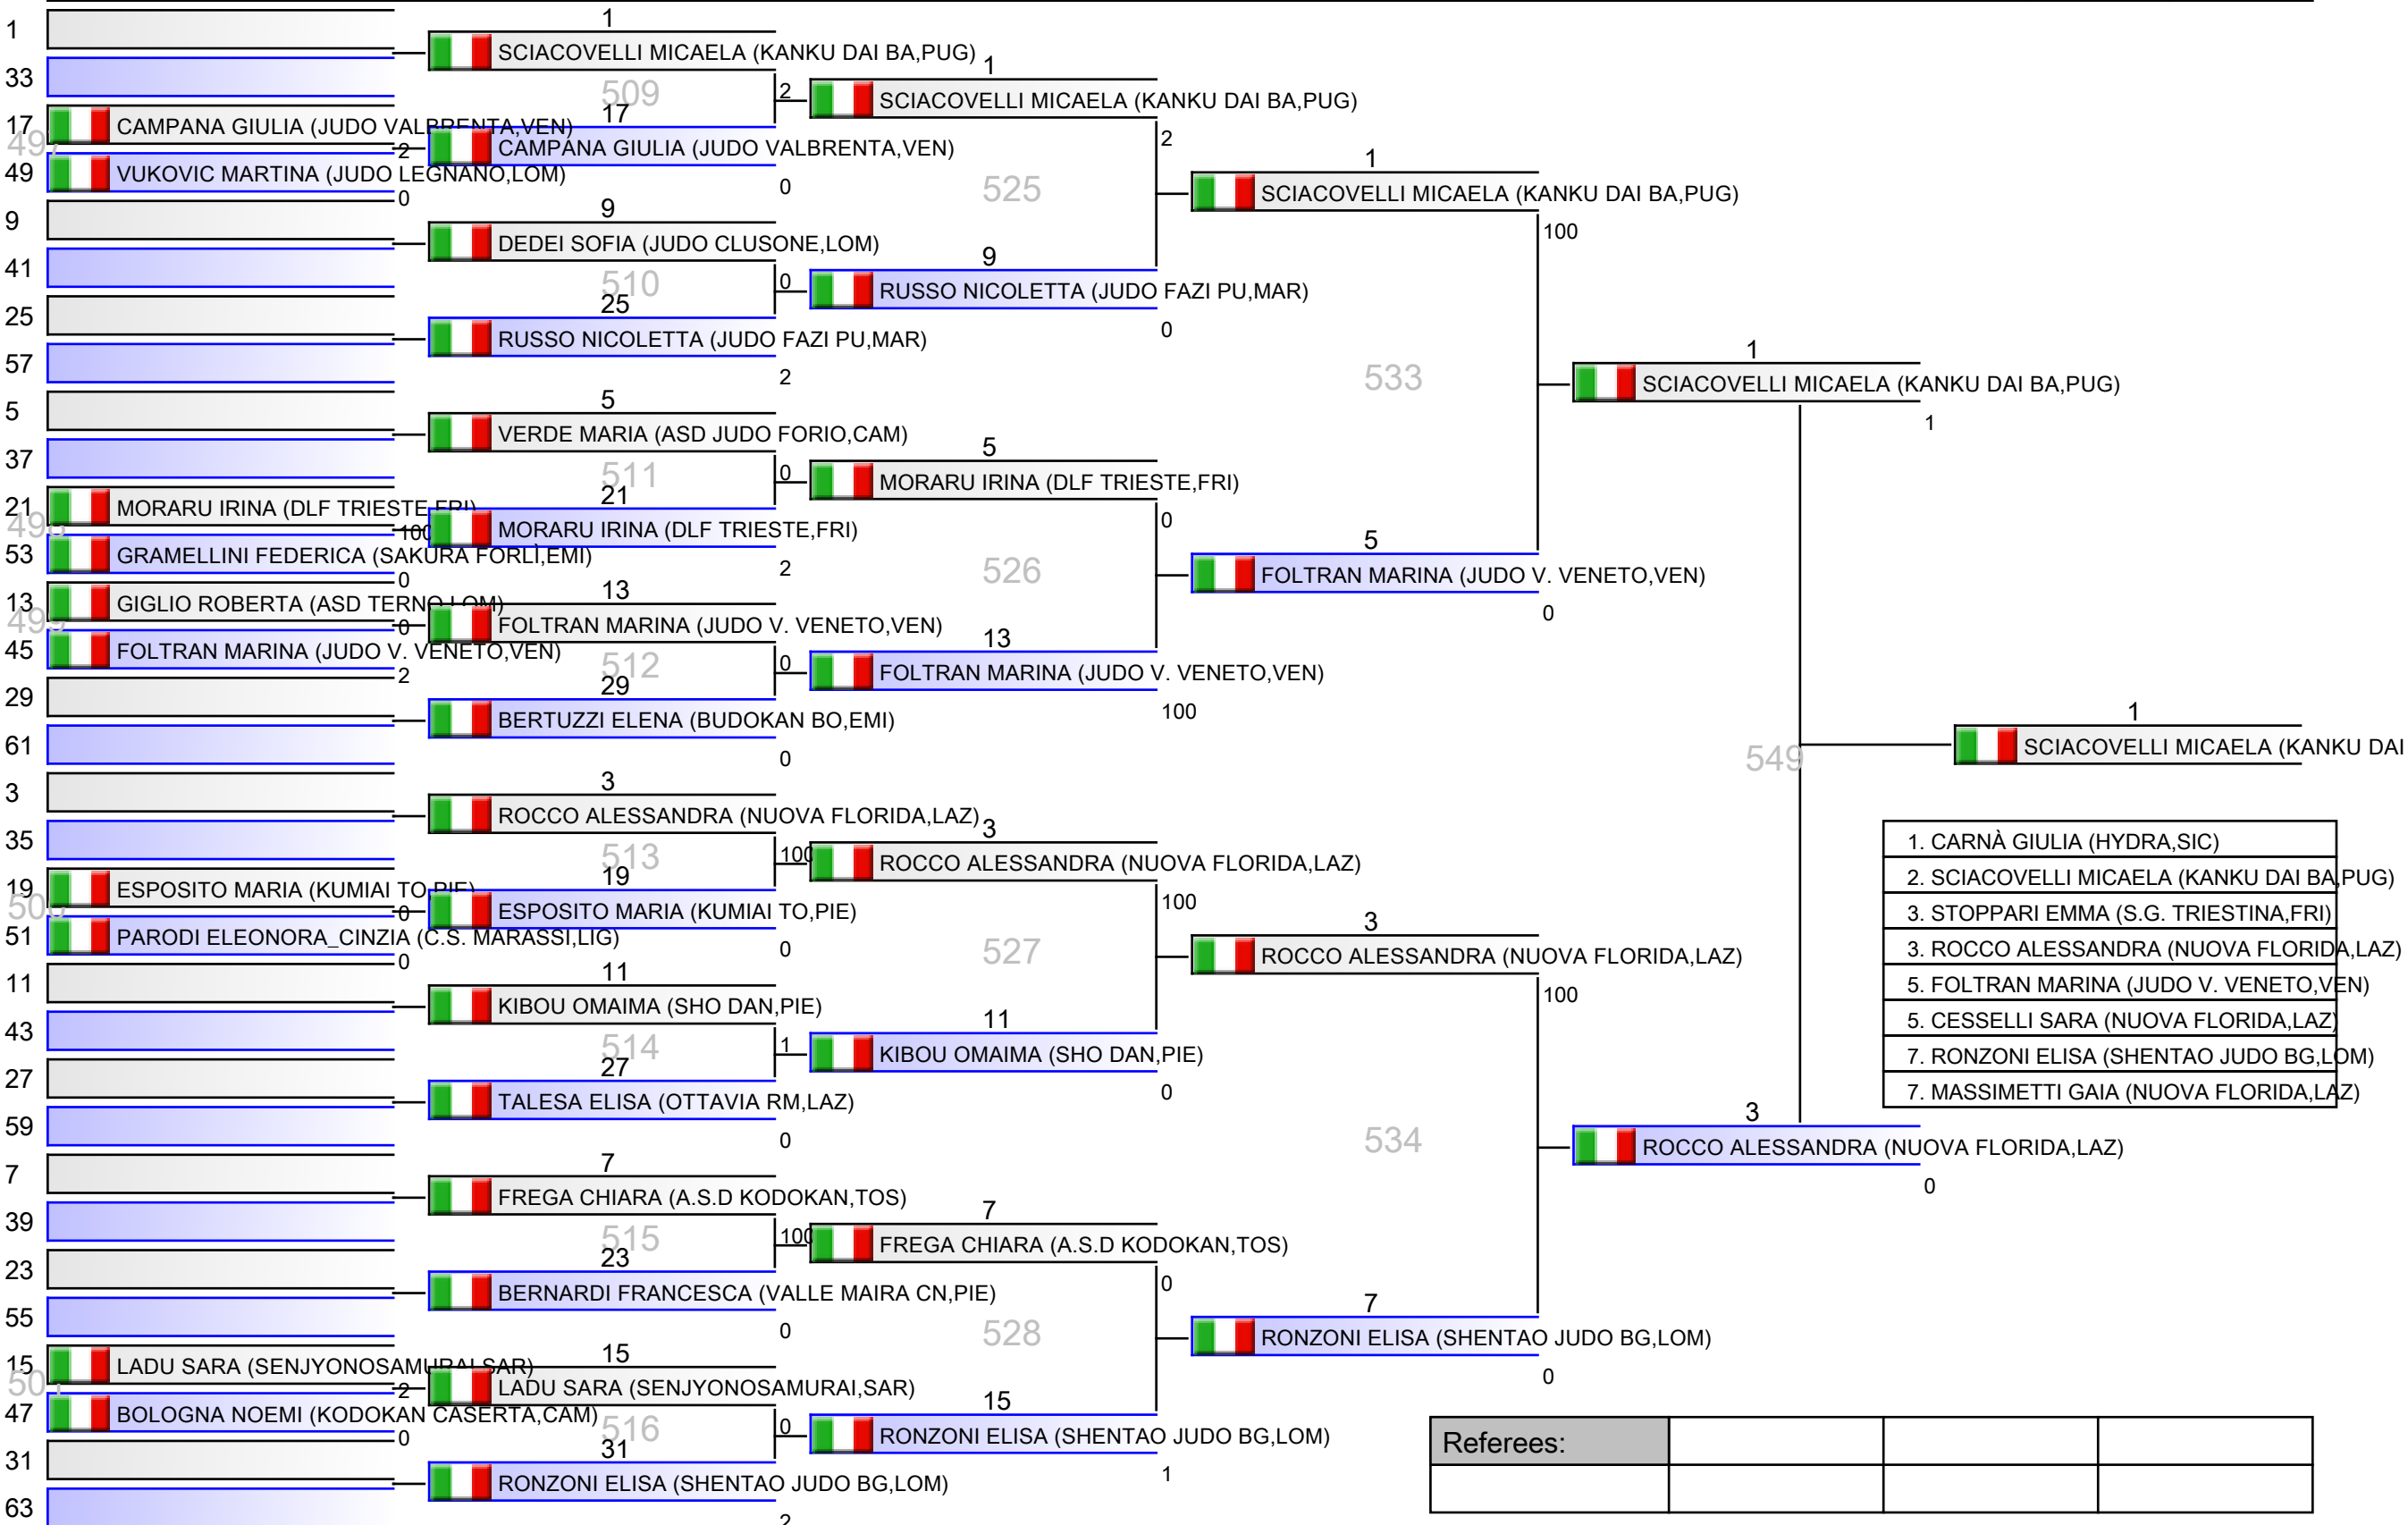 1
33
17
CAMPANA GIULIA (JUDO VALBRENTA,VEN)
2
49
VUKOVIC MARTINA (JUDO LEGNANO,LOM)
0
9
41
25
57
5
37
21
MORARU IRINA (DLF TRIESTE,FRI)
100
53
GRAMELLINI FEDERICA (SAKURA FORLÌ,EMI)
0
13
GIGLIO ROBERTA (ASD TERNO,LOM)
0
45
FOLTRAN MARINA (JUDO V. VENETO,VEN)
2
29
61
3
35
19
ESPOSITO MARIA (KUMIAI TO,PIE)
0
51
PARODI ELEONORA_CINZIA (C.S. MARASSI,LIG)
0
11
43
27
59
7
39
23
55
15
LADU SARA (SENJYONOSAMURAI,SAR)
2
47
BOLOGNA NOEMI (KODOKAN CASERTA,CAM)
0
31
63
1
SCIACOVELLI MICAELA (KANKU DAI BA,PUG)
2
509
17
CAMPANA GIULIA (JUDO VALBRENTA,VEN)
0
9
DEDEI SOFIA (JUDO CLUSONE,LOM)
0
510
25
RUSSO NICOLETTA (JUDO FAZI PU,MAR)
2
5
VERDE MARIA (ASD JUDO FORIO,CAM)
0
511
21
MORARU IRINA (DLF TRIESTE,FRI)
2
13
FOLTRAN MARINA (JUDO V. VENETO,VEN)
0
512
29
BERTUZZI ELENA (BUDOKAN BO,EMI)
0
3
ROCCO ALESSANDRA (NUOVA FLORIDA,LAZ)
100
513
19
ESPOSITO MARIA (KUMIAI TO,PIE)
0
11
KIBOU OMAIMA (SHO DAN,PIE)
1
514
27
TALESA ELISA (OTTAVIA RM,LAZ)
0
7
FREGA CHIARA (A.S.D KODOKAN,TOS)
100
515
23
BERNARDI FRANCESCA (VALLE MAIRA CN,PIE)
0
15
LADU SARA (SENJYONOSAMURAI,SAR)
0
516
31
RONZONI ELISA (SHENTAO JUDO BG,LOM)
2
1
SCIACOVELLI MICAELA (KANKU DAI BA,PUG)
2
525
9
RUSSO NICOLETTA (JUDO FAZI PU,MAR)
0
5
MORARU IRINA (DLF TRIESTE,FRI)
0
526
13
FOLTRAN MARINA (JUDO V. VENETO,VEN)
100
3
ROCCO ALESSANDRA (NUOVA FLORIDA,LAZ)
100
527
11
KIBOU OMAIMA (SHO DAN,PIE)
0
7
FREGA CHIARA (A.S.D KODOKAN,TOS)
0
528
15
RONZONI ELISA (SHENTAO JUDO BG,LOM)
1
1
SCIACOVELLI MICAELA (KANKU DAI BA,PUG)
100
533
5
FOLTRAN MARINA (JUDO V. VENETO,VEN)
0
3
ROCCO ALESSANDRA (NUOVA FLORIDA,LAZ)
100
534
7
RONZONI ELISA (SHENTAO JUDO BG,LOM)
0
1
SCIACOVELLI MICAELA (KANKU DAI BA,PUG)
1
549
3
ROCCO ALESSANDRA (NUOVA FLORIDA,LAZ)
0
1
SCIACOVELLI MICAELA (KANKU DAI
1. CARNÀ GIULIA (HYDRA,SIC)
2. SCIACOVELLI MICAELA (KANKU DAI BA,PUG)
3. STOPPARI EMMA (S.G. TRIESTINA,FRI)
3. ROCCO ALESSANDRA (NUOVA FLORIDA,LAZ)
5. FOLTRAN MARINA (JUDO V. VENETO,VEN)
5. CESSELLI SARA (NUOVA FLORIDA,LAZ)
7. RONZONI ELISA (SHENTAO JUDO BG,LOM)
7. MASSIMETTI GAIA (NUOVA FLORIDA,LAZ)
Referees: